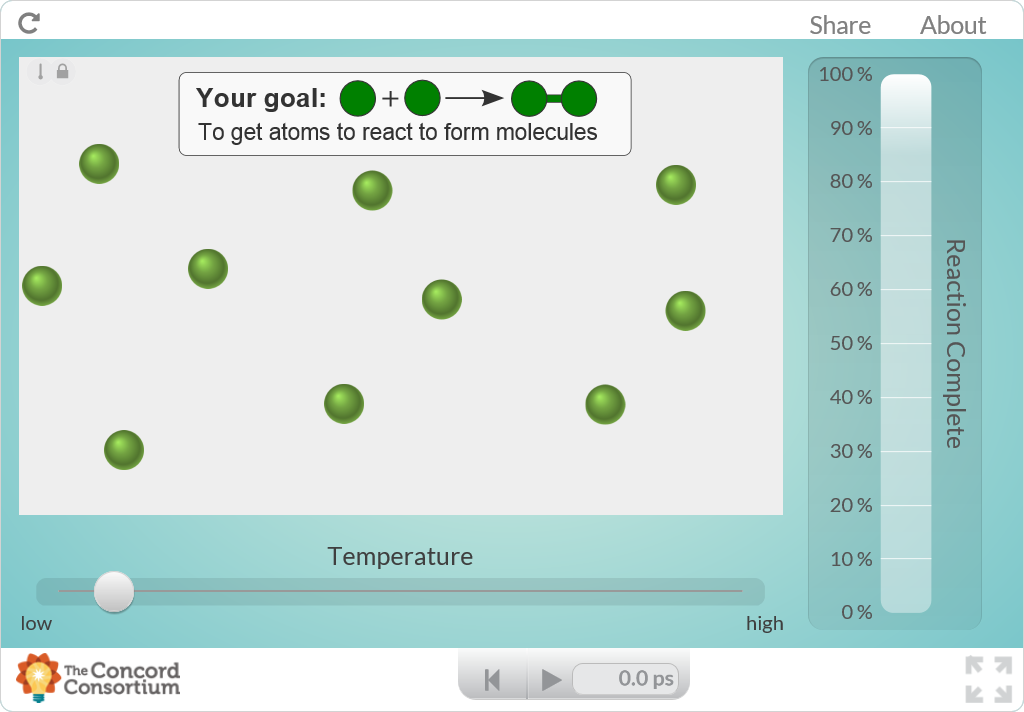 Share
About
Your goal: + 
To get atoms to react to form molecules
100 %
90 %
80 %
70 %
60 %
50 %
40 %
30 %
20 %
10 %
0 %
Reaction Complete
Temperature
low
high
The Concord
Consortium
0.0 ps